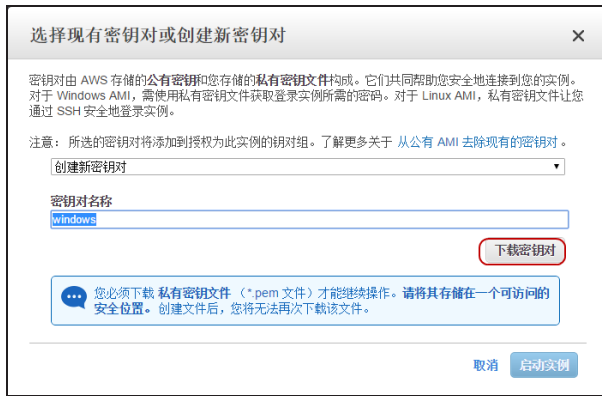 选择现有密钥对或创建新密钥对
密钥对由 AWS 存储的公有密钥和您存储的私有密钥文件构成。它们共同帮助您安全地连接到您的实例。
对于 Windows AMI，需使用私有密钥文件获取登录实例所需的密码。对于 Linux AMI，私有密钥文件让您
通过 SSH 安全地登录实例。
注意： 所选的密钥对将添加到授权为此实例的钥对组。了解更多关于 从公有 AMI 去除现有的密钥对 。
创建新密钥对
密钥对名称
windows
下载密钥对
您必须下载 私有密钥文件 （*.pem 文件）才能继续操作。请将其存储在一个可访问的
安全位置。 创建文件后，您将无法再次下载该文件。
取消 启动实例